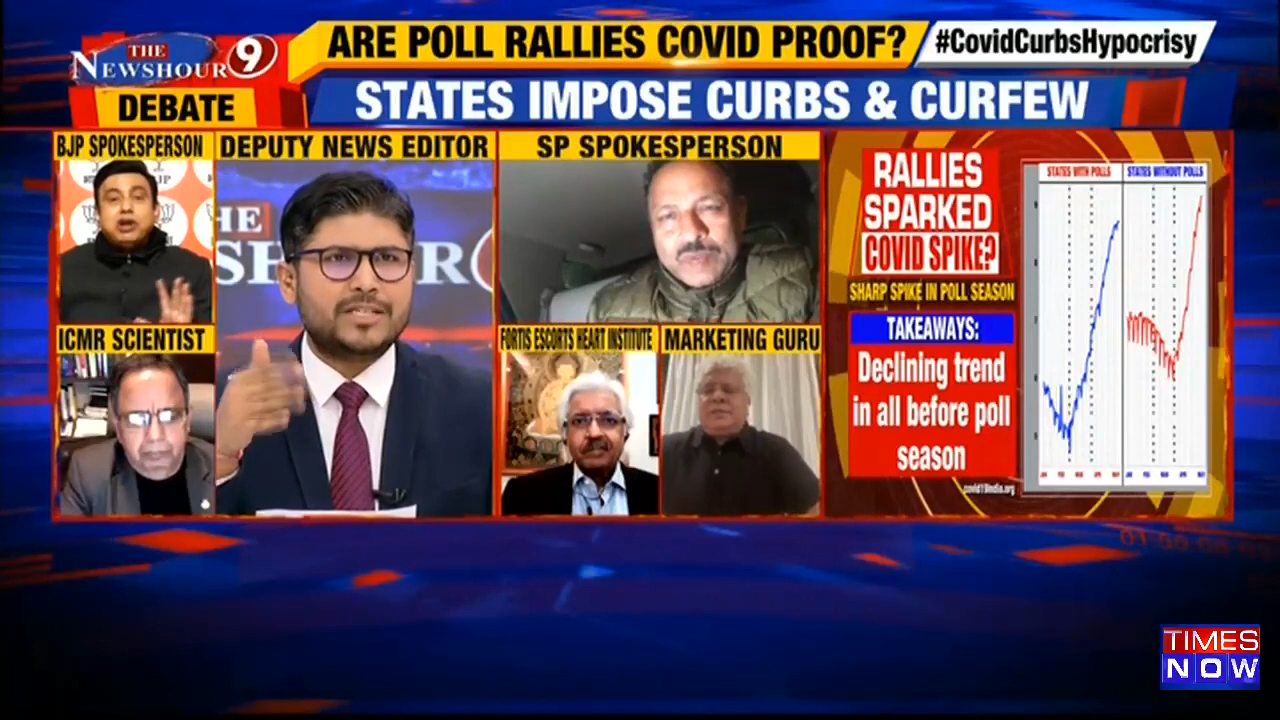 THE
NEWSHOUR 9
DEBATE
ARE POLL RALLIES COVID PROOF?
#CovidCurbsHypocrisy
STATES IMPOSE CURBS & CURFEW
BJP SPOKESPERSON
DEPUTY NEWS EDITOR
SP SPOKESPERSON
ICMR SCIENTIST
FORTIS ESCORTS HEART INSTITUTE
MARKETING GURU
RALLIES
SPARKED
COVID SPIKE?
SHARP SPIKE IN POLL SEASON
TAKEAWAYS:
Declining trend
in all before poll
season
covid19india.org
STATES WITH POLLS
STATES WITHOUT POLLS
TIMES
NOW